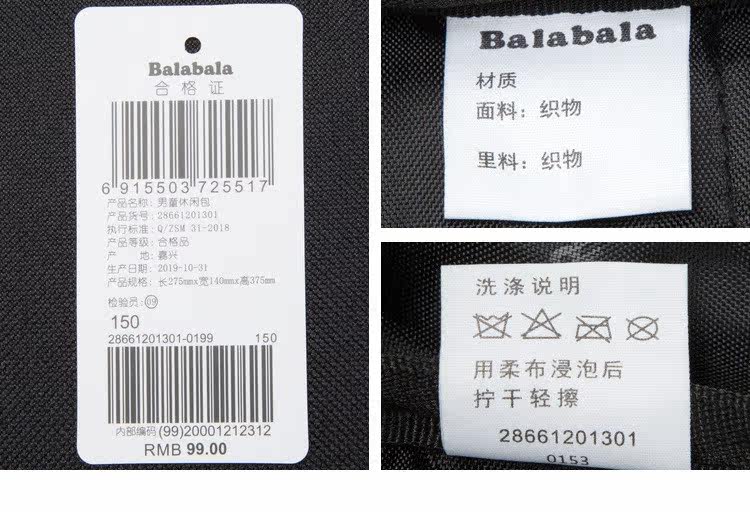 Balabala
合格证
6 915503 725517
产品名称: 男童休闲包
产品货号: 28661201301
执行标准: Q/ZSM 31-2018
产品等级: 合格品
产 地: 嘉兴
生产日期: 2019-10-31
产品规格: 长275mmx宽140mmx高375mm
检验员: 09
150
28661201301-0199 150
内部编码 (99)20001212312
RMB 99.00
Balabala
材质
面料: 织物
里料: 织物
洗涤说明
用柔布浸泡后
拧干轻擦
28661201301
0153